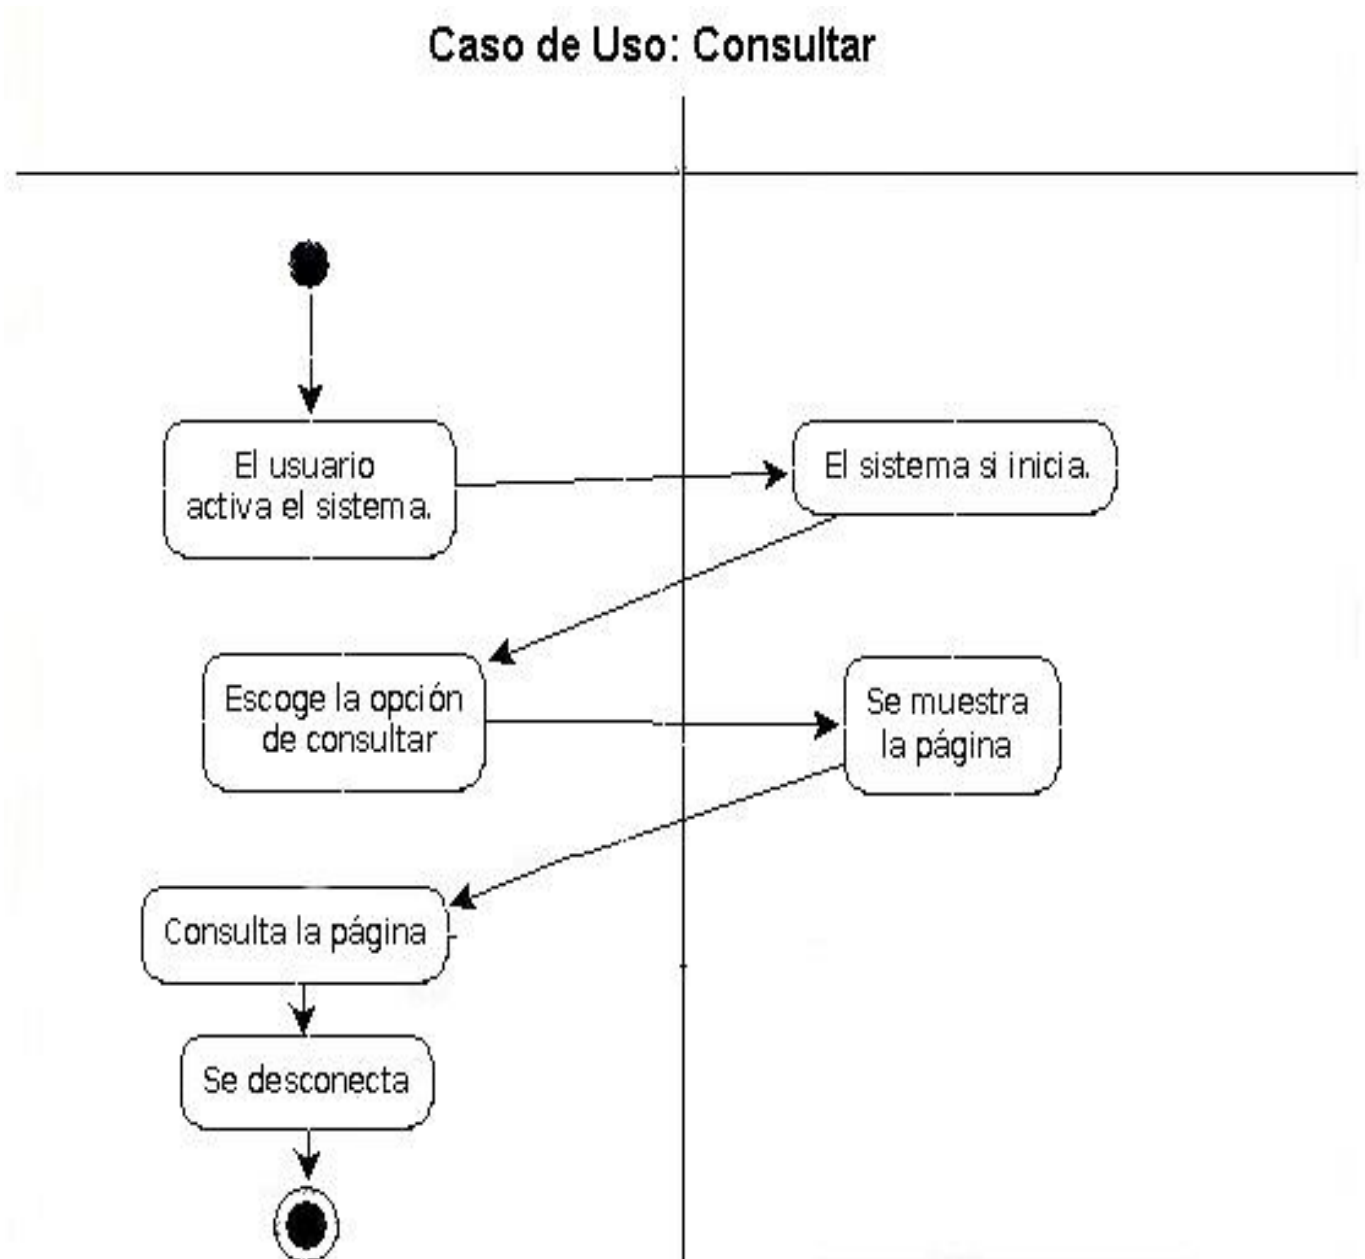 Caso de Uso: Consultar
El usuario
activa el sistema.
El sistema si inicia.
Escoge la opción
de consultar
Se muestra
la página
Consulta la página
Se desconecta